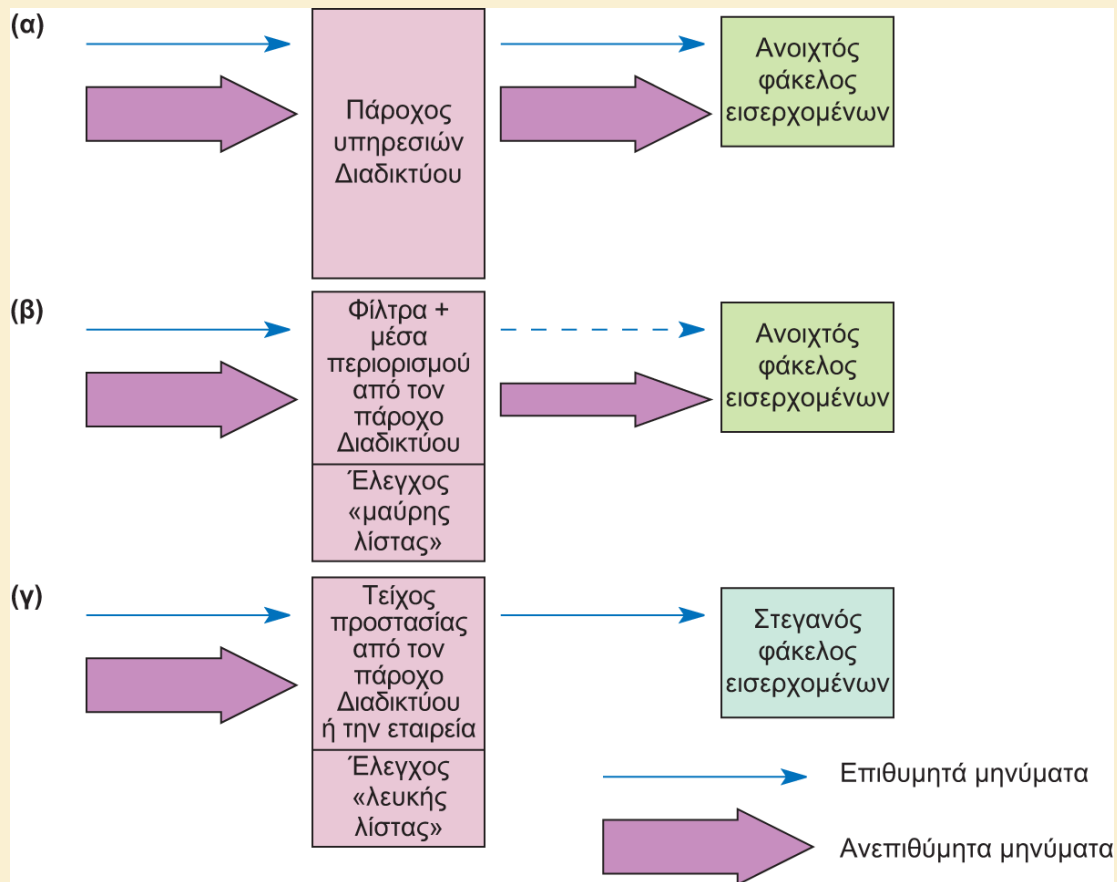 (α)
Πάροχος
υπηρεσιών
Διαδικτύου
Ανοιχτός
φάκελος
εισερχομένων
(β)
Φίλτρα +
μέσα
περιορισμού
από τον
πάροχο
Διαδικτύου
Έλεγχος
«μαύρης
λίστας»
Ανοιχτός
φάκελος
εισερχομένων
(γ)
Τείχος
προστασίας
από τον
πάροχο
Διαδικτύου
ή την εταιρεία
Έλεγχος
«λευκής
λίστας»
Στεγανός
φάκελος
εισερχομένων
Επιθυμητά μηνύματα
Ανεπιθύμητα μηνύματα